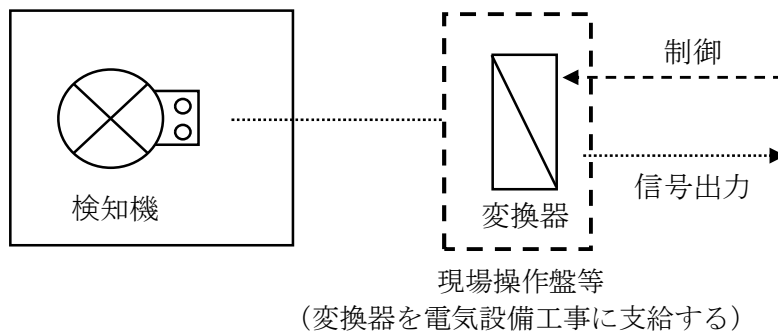 制御
検知機
信号出力
変換器
現場操作盤等
（変換器を電気設備工事に支給する）